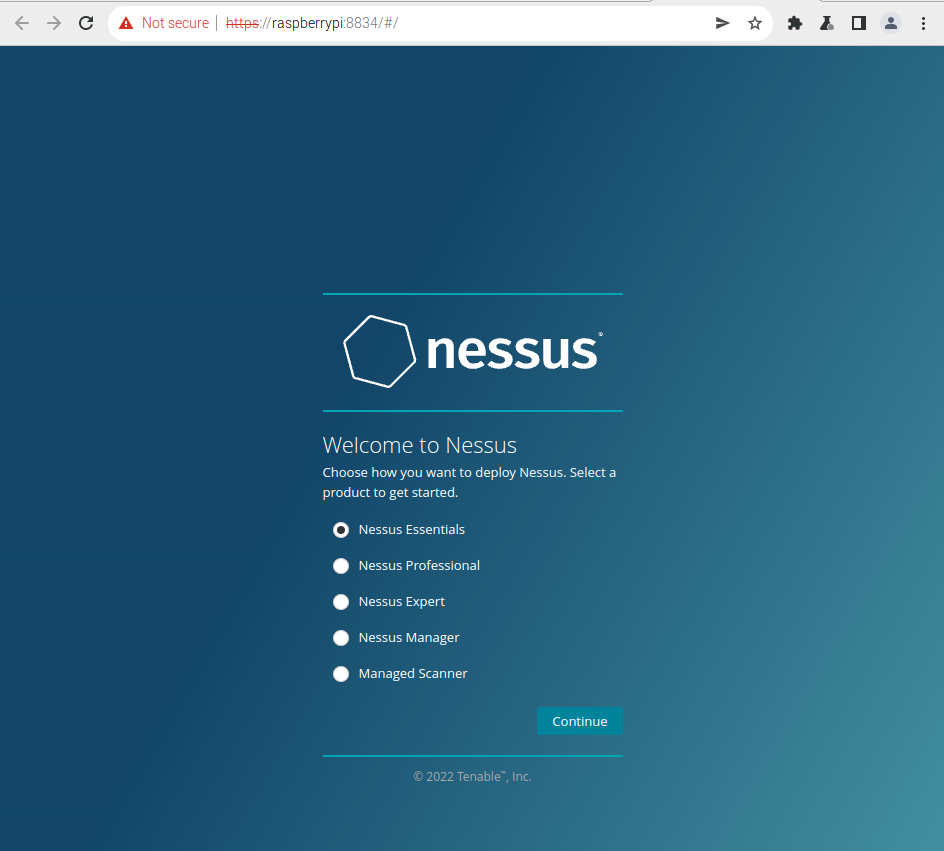 Not secure | https://raspberrypi:8834/#/
nessus®
Welcome to Nessus
Choose how you want to deploy Nessus. Select a
product to get started.
Nessus Essentials
Nessus Professional
Nessus Expert
Nessus Manager
Managed Scanner
Continue
© 2022 Tenable™, Inc.